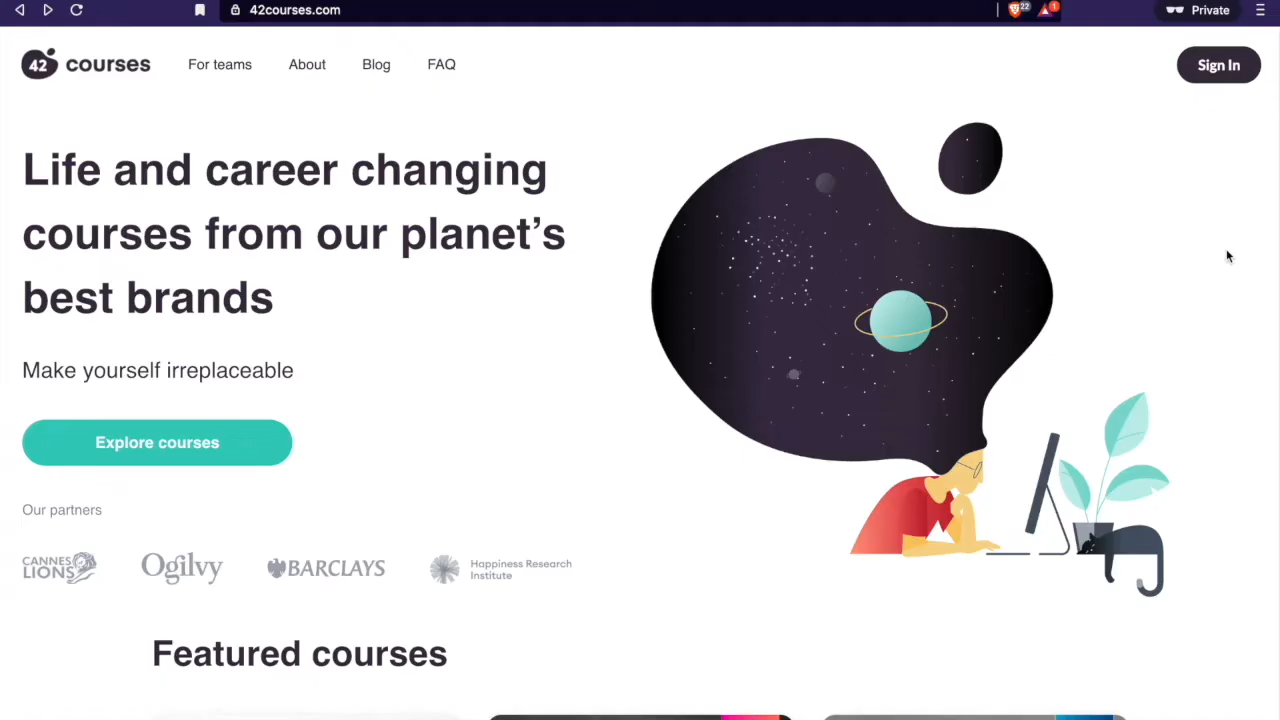 42courses.com
22
1
Private
42 courses
For teams
About
Blog
FAQ
Sign In
Life and career changing
courses from our planet’s
best brands
Make yourself irreplaceable
Explore courses
Our partners
CANNES
LIONS
Ogilvy
BARCLAYS
Happiness Research
Institute
Featured courses